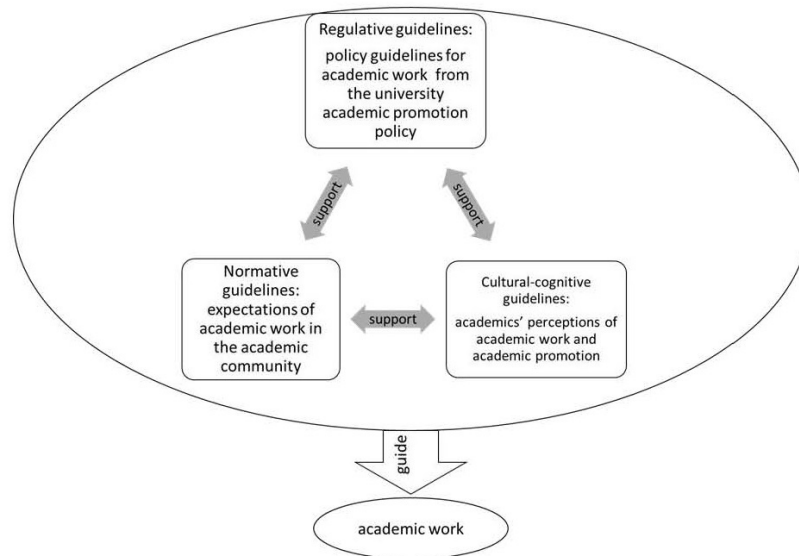 Regulative guidelines:
policy guidelines for
academic work from
the university
academic promotion
policy
support
support
Normative
guidelines:
expectations of
academic work in
the academic
community
support
Cultural-cognitive
guidelines:
academics’ perceptions of
academic work and
academic promotion
guide
academic work